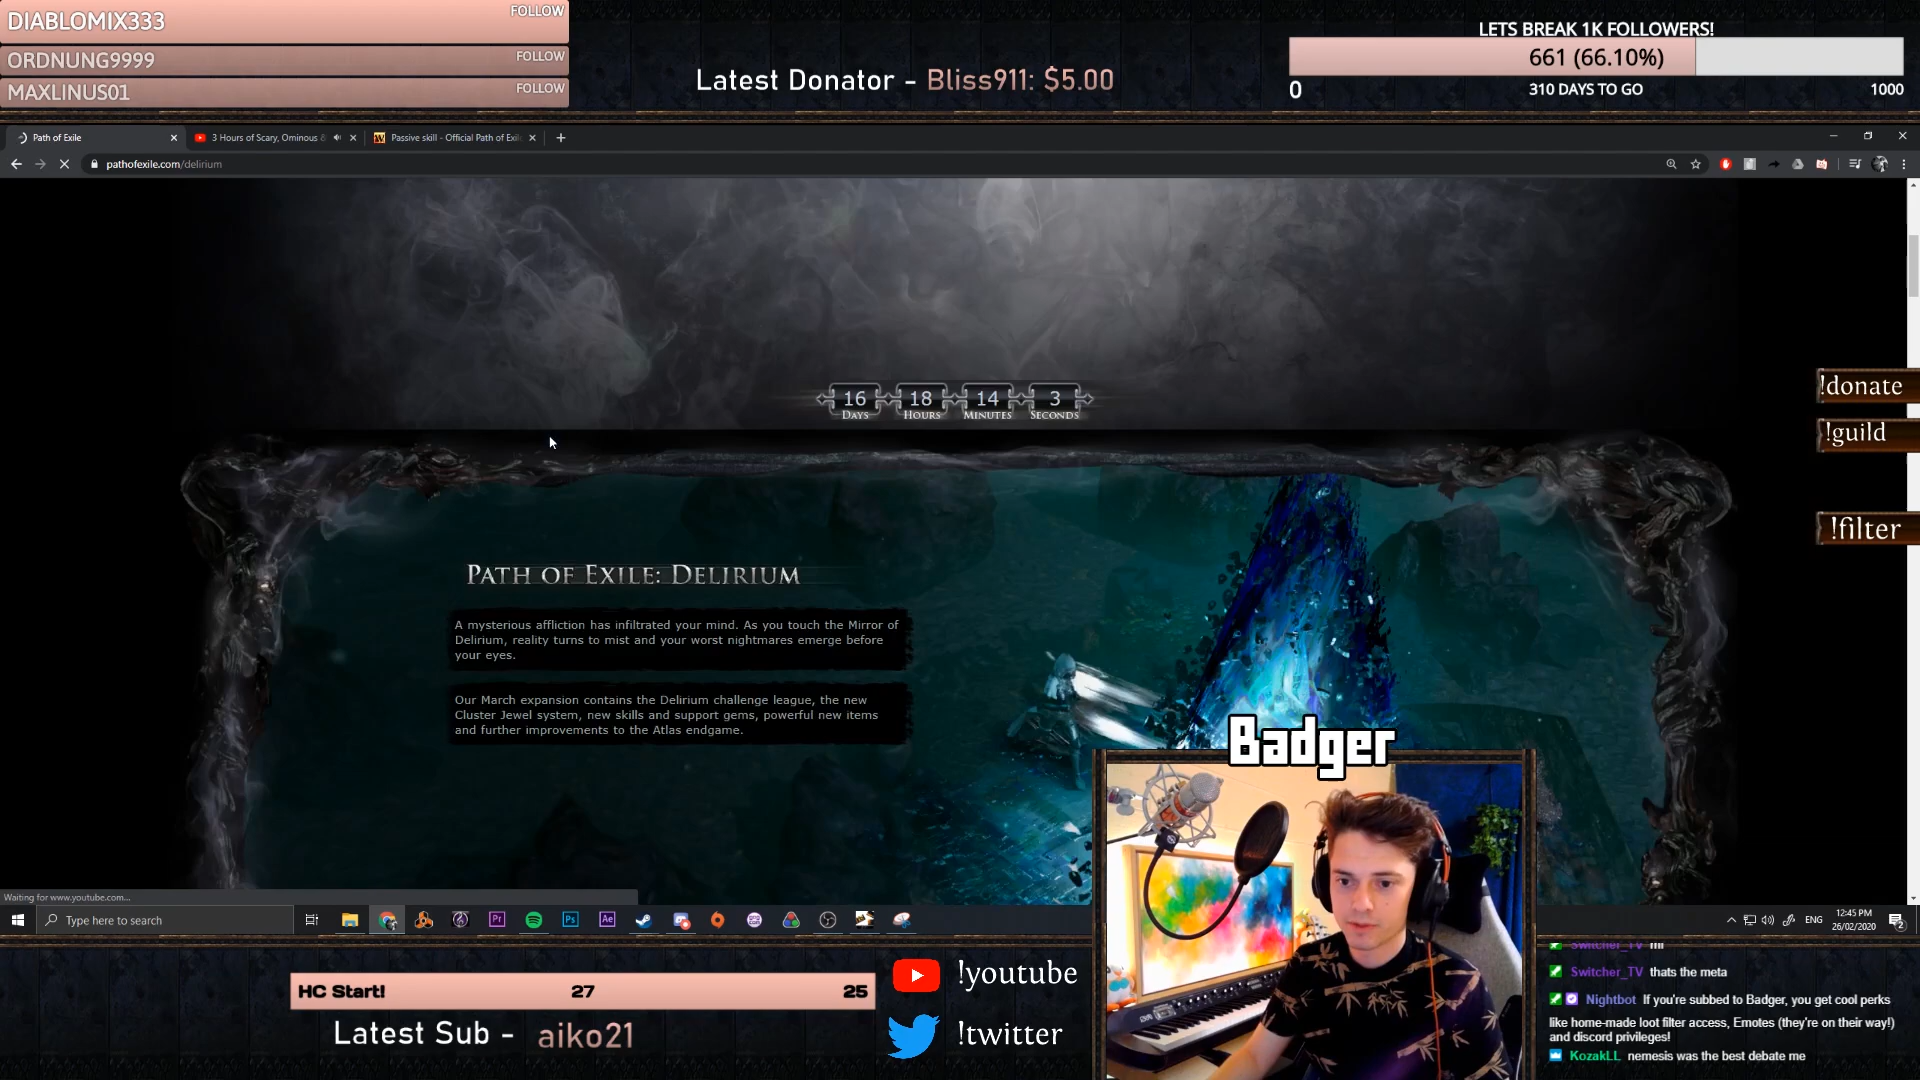 DIABLOMIX333 FOLLOW
ORDNUNG9999 FOLLOW
MAXLINUS01 FOLLOW
Latest Donator - Bliss911: $5.00
LETS BREAK 1K FOLLOWERS!
661 (66.10%)
0 310 DAYS TO GO 1000
Path of Exile
3 Hours of Scary, Ominous
Passive skill - Official Path of Exil
pathofexile.com/delirium
16 18 14 3
DAYS HOURS MINUTES SECONDS
!donate
!guild
!filter
PATH OF EXILE: DELIRIUM
A mysterious affliction has infiltrated your mind. As you touch the Mirror of
Delirium, reality turns to mist and your worst nightmares emerge before
your eyes.
Our March expansion contains the Delirium challenge league, the new
Cluster Jewel system, new skills and support gems, powerful new items
and further improvements to the Atlas endgame.
Badger
Waiting for www.youtube.com...
Type here to search
Pr
Ps
Ae
ENG
12:45 PM
26/02/2020
2
HC Start! 27 25
Latest Sub - aiko21
!youtube
!twitter
Switcher_TV thats the meta
Nightbot If you're subbed to Badger, you get cool perks
like home-made loot filter access, Emotes (they're on their way!)
and discord privileges!
KozakLL nemesis was the best debate me